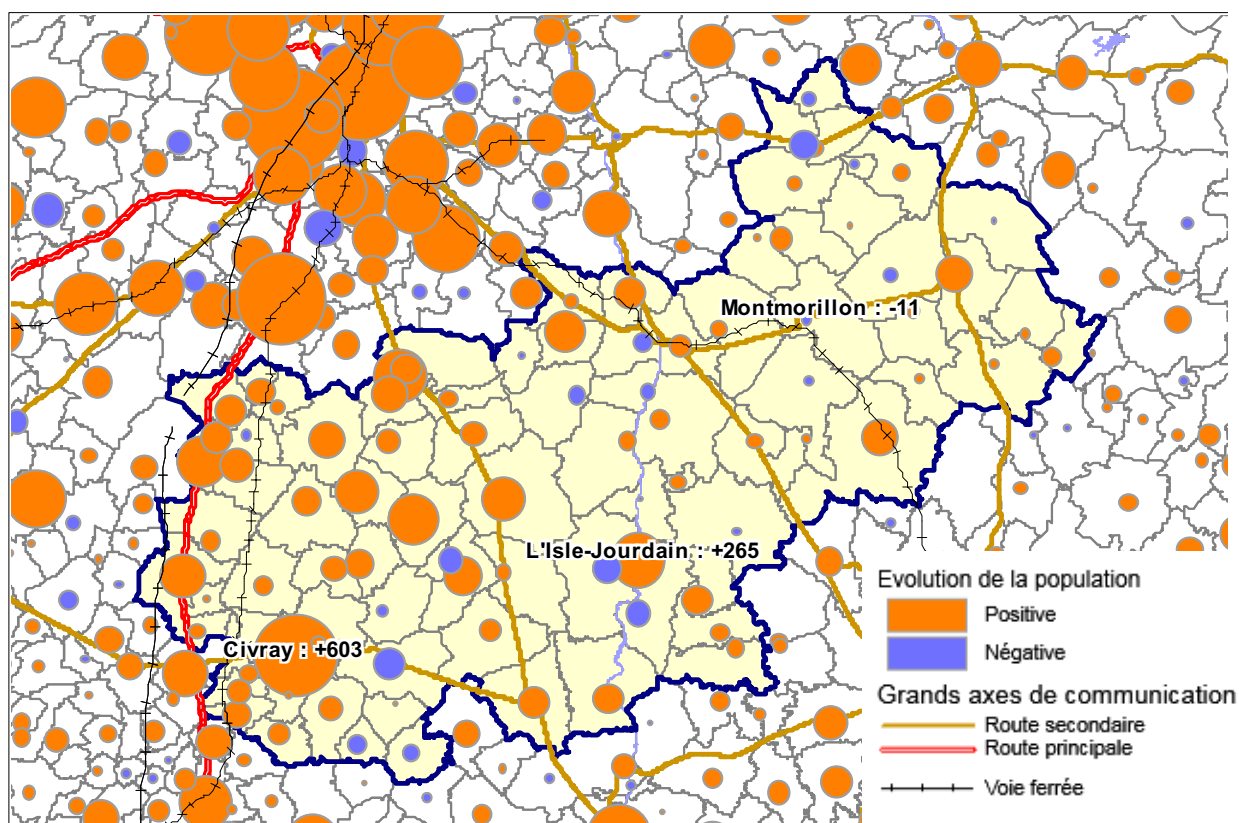 Montmorillon : -11
L'Isle-Jourdain : +265
Civray : +603
Evolution de la population
Positive
Négative
Grands axes de communication
Route secondaire
Route principale
Voie ferrée